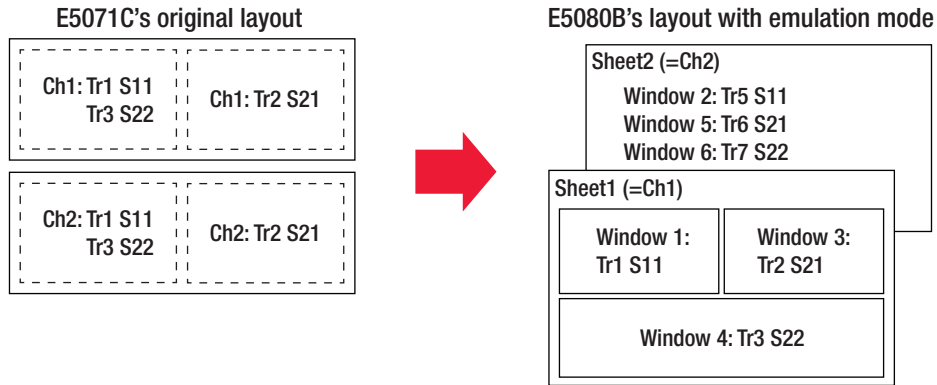 E5071C's original layout
Ch1: Tr1 S11
Tr3 S22
Ch1: Tr2 S21
Ch2: Tr1 S11
Tr3 S22
Ch2: Tr2 S21
E5080B's layout with emulation mode
Sheet2 (=Ch2)
Window 2: Tr5 S11
Window 5: Tr6 S21
Window 6: Tr7 S22
Sheet1 (=Ch1)
Window 1:
Tr1 S11
Window 3:
Tr2 S21
Window 4: Tr3 S22